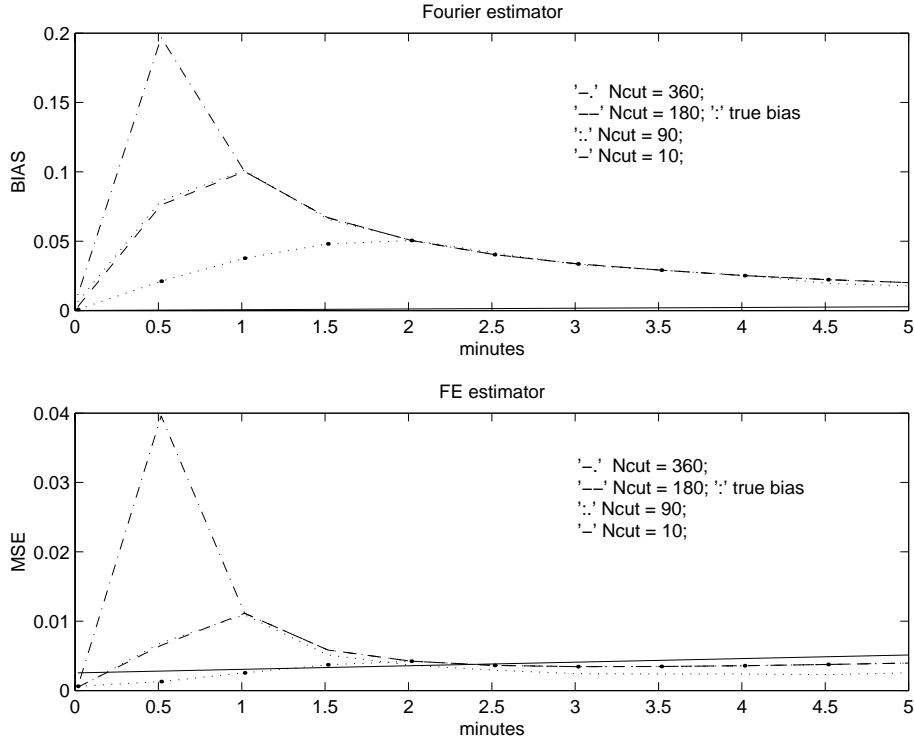 Fourier estimator
0.2
0.15
0.1
0.05
0
BIAS
'−.' Ncut = 360;
'−−' Ncut = 180; ':' true bias
':.' Ncut = 90;
'−' Ncut = 10;
0 0.5 1 1.5 2 2.5 3 3.5 4 4.5 5
minutes
FE estimator
0.04
0.03
0.02
0.01
0
MSE
'−.' Ncut = 360;
'−−' Ncut = 180; ':' true bias
':.' Ncut = 90;
'−' Ncut = 10;
0 0.5 1 1.5 2 2.5 3 3.5 4 4.5 5
minutes